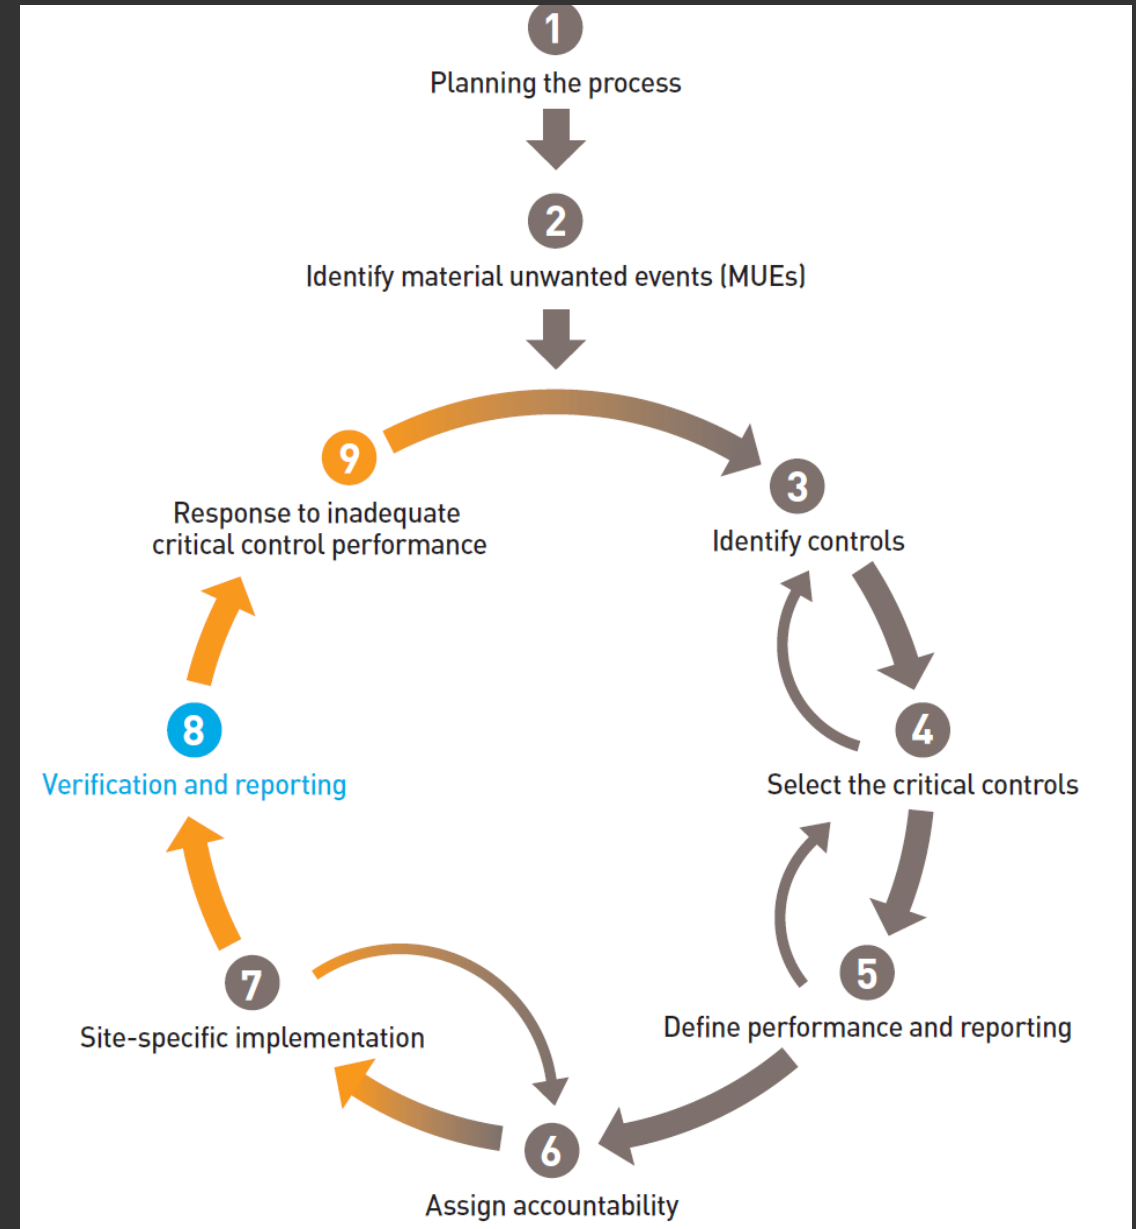 1
Planning the process
2
Identify material unwanted events (MUEs)
9
Response to inadequate
critical control performance
3
Identify controls
8
Verification and reporting
4
Select the critical controls
7
Site-specific implementation
5
Define performance and reporting
6
Assign accountability